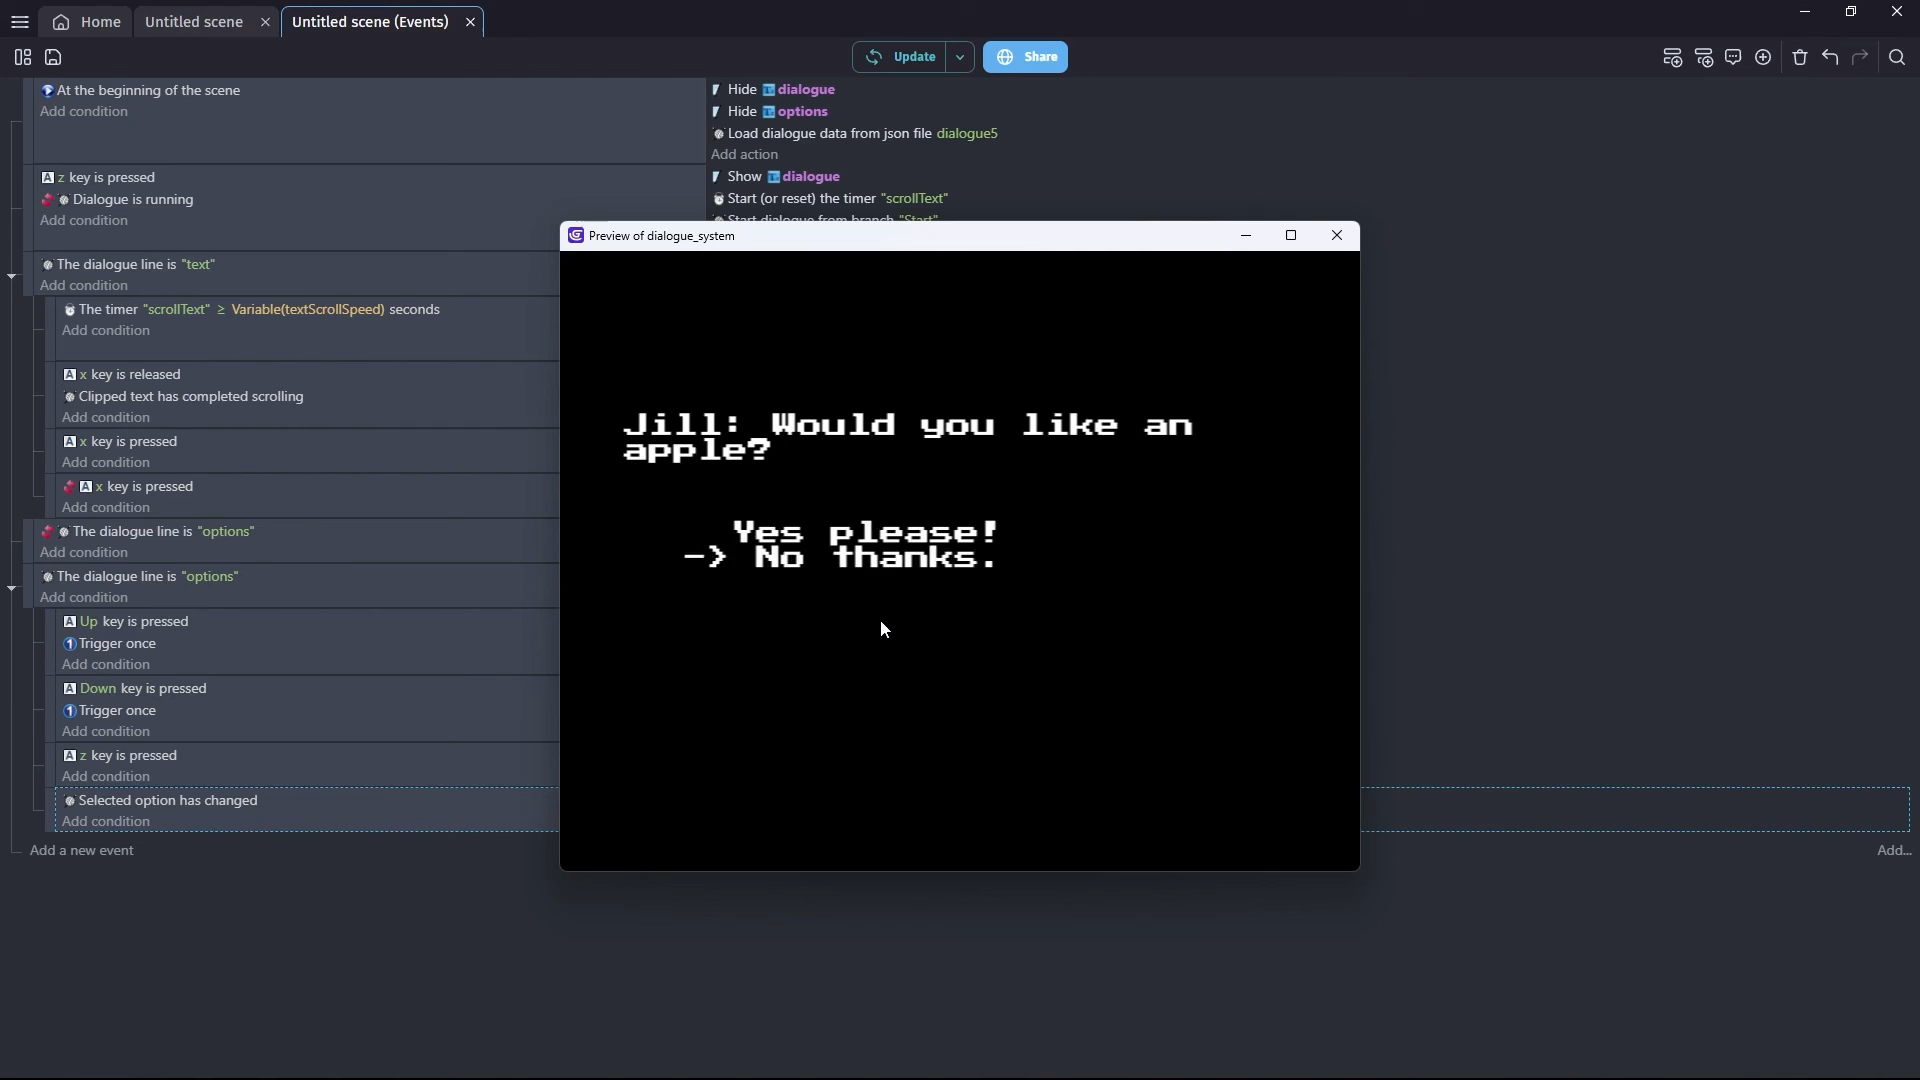 Home
Untitled scene
Untitled scene (Events)
Update
Share
At the beginning of the scene
Add condition
Hide dialogue
Hide options
Load dialogue data from json file dialogue5
Add action
z key is pressed
Dialogue is running
Add condition
Show dialogue
Start (or reset) the timer "scrollText"
Start dialogue from branch "Start"
The dialogue line is "text"
Add condition
The timer "scrollText" ≥ Variable(textScrollSpeed) seconds
Add condition
x key is released
Clipped text has completed scrolling
Add condition
x key is pressed
Add condition
x key is pressed
Add condition
The dialogue line is "options"
Add condition
The dialogue line is "options"
Add condition
Up key is pressed
Trigger once
Add condition
Down key is pressed
Trigger once
Add condition
z key is pressed
Add condition
Selected option has changed
Add condition
Add a new event
Add...
Preview of dialogue_system
Jill: Would you like an
apple?
Yes please!
-> No thanks.